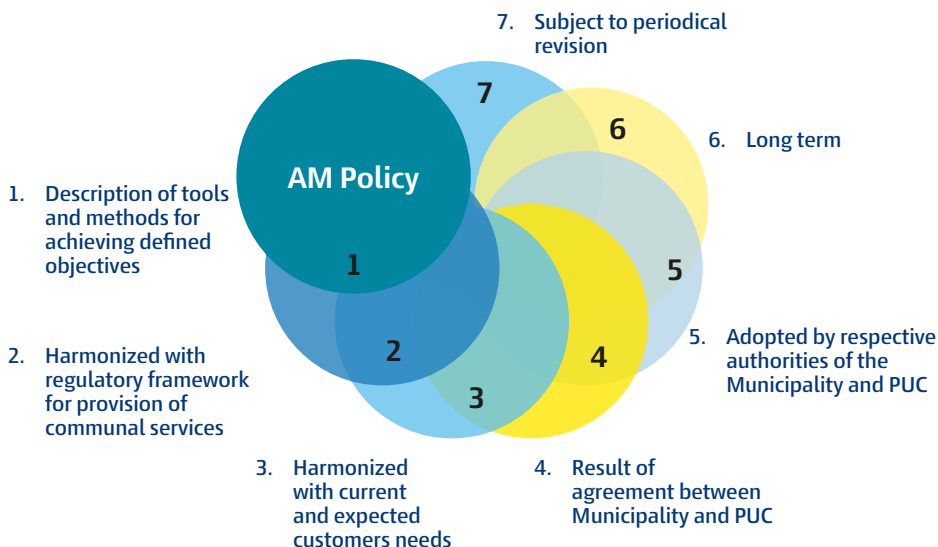 7. Subject to periodical
revision
7
6
6. Long term
AM Policy
1. Description of tools
and methods for
achieving defined
objectives
1
5
2. Harmonized with
regulatory framework
for provision of
communal services
2
3
4
5. Adopted by respective
authorities of the
Municipality and PUC
3. Harmonized
with current
and expected
customers needs
4. Result of
agreement between
Municipality and PUC